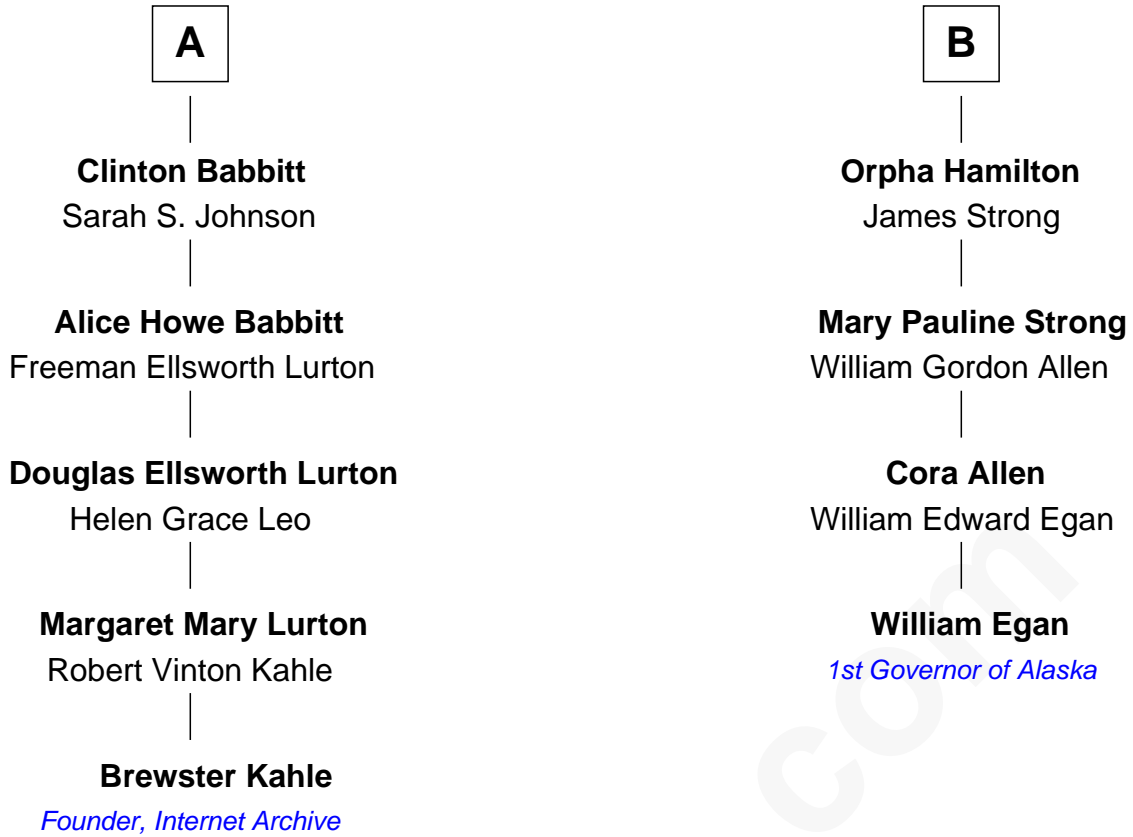 A
Clinton Babbitt
Sarah S. Johnson
Alice Howe Babbitt
Freeman Ellsworth Lurton
Douglas Ellsworth Lurton
Helen Grace Leo
Margaret Mary Lurton
Robert Vinton Kahle
Brewster Kahle
Founder, Internet Archive
B
Orpha Hamilton
James Strong
Mary Pauline Strong
William Gordon Allen
Cora Allen
William Edward Egan
William Egan
1st Governor of Alaska
com